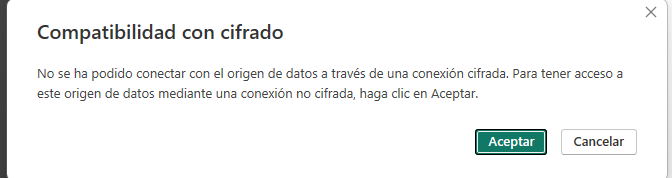 Compatibilidad con cifrado
No se ha podido conectar con el origen de datos a través de una conexión cifrada. Para tener acceso a
este origen de datos mediante una conexión no cifrada, haga clic en Aceptar.
Aceptar
Cancelar